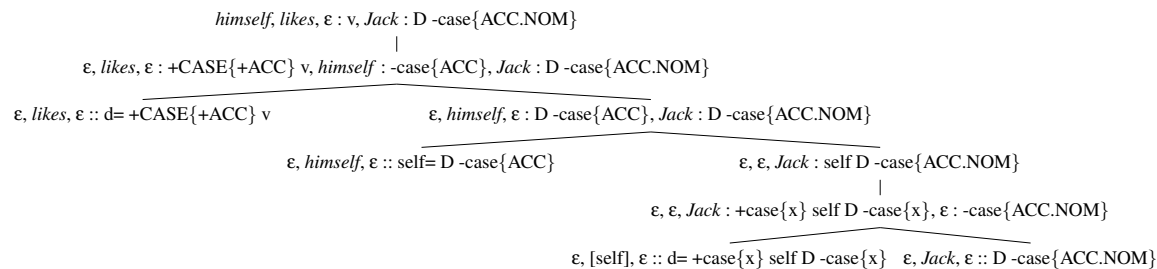 himself, likes, ε : v, Jack : D -case{ACC.NOM}
ε, likes, ε : +CASE{+ACC} v, himself : -case{ACC}, Jack : D -case{ACC.NOM}
ε, likes, ε :: d= +CASE{+ACC} v ε, himself, ε : D -case{ACC}, Jack : D -case{ACC.NOM}
ε, himself, ε :: self= D -case{ACC} ε, ε, Jack : self D -case{ACC.NOM}
ε, ε, Jack : +case{x} self D -case{x}, ε : -case{ACC.NOM}
ε, [self], ε :: d= +case{x} self D -case{x} ε, Jack, ε :: D -case{ACC.NOM}